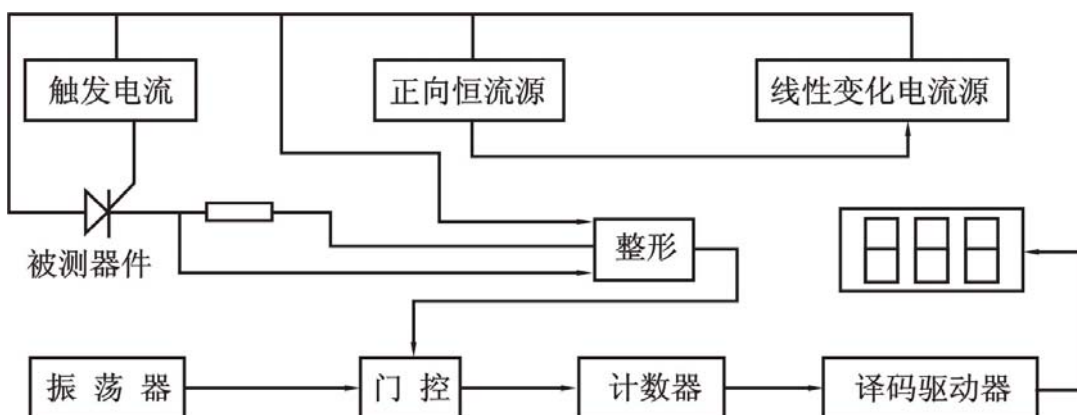 触发电流
正向恒流源
线性变化电流源
被测器件
整形
振荡器
门控
计数器
译码驱动器